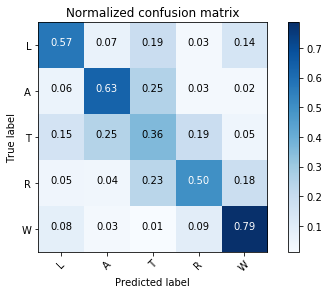 Normalized confusion matrix
L 0.57 0.07 0.19 0.03 0.14
A 0.06 0.63 0.25 0.03 0.02
T 0.15 0.25 0.36 0.19 0.05
R 0.05 0.04 0.23 0.50 0.18
W 0.08 0.03 0.01 0.09 0.79
L A T R W
True label
Predicted label
0.7
0.6
0.5
0.4
0.3
0.2
0.1